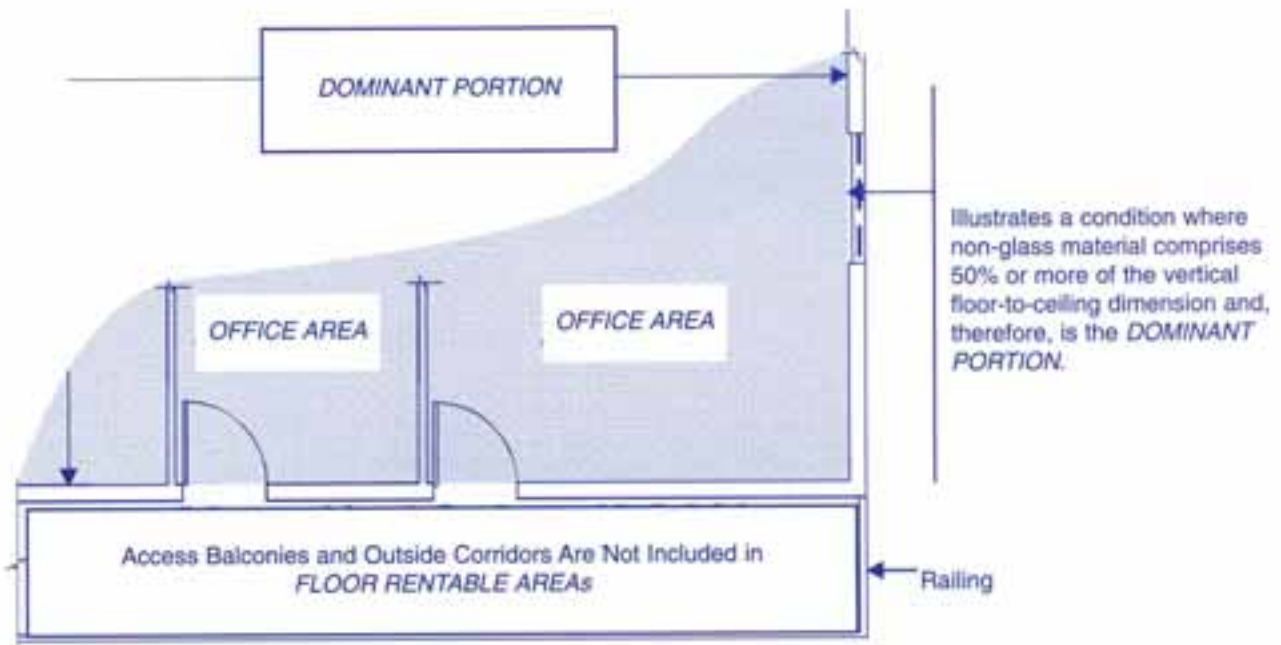 DOMINANT PORTION
Illustrates a condition where
non-glass material comprises
50% or more of the vertical
floor-to-ceiling dimension and,
therefore, is the DOMINANT
PORTION.
OFFICE AREA
OFFICE AREA
Access Balconies and Outside Corridors Are Not Included in
FLOOR RENTABLE AREAs
Railing